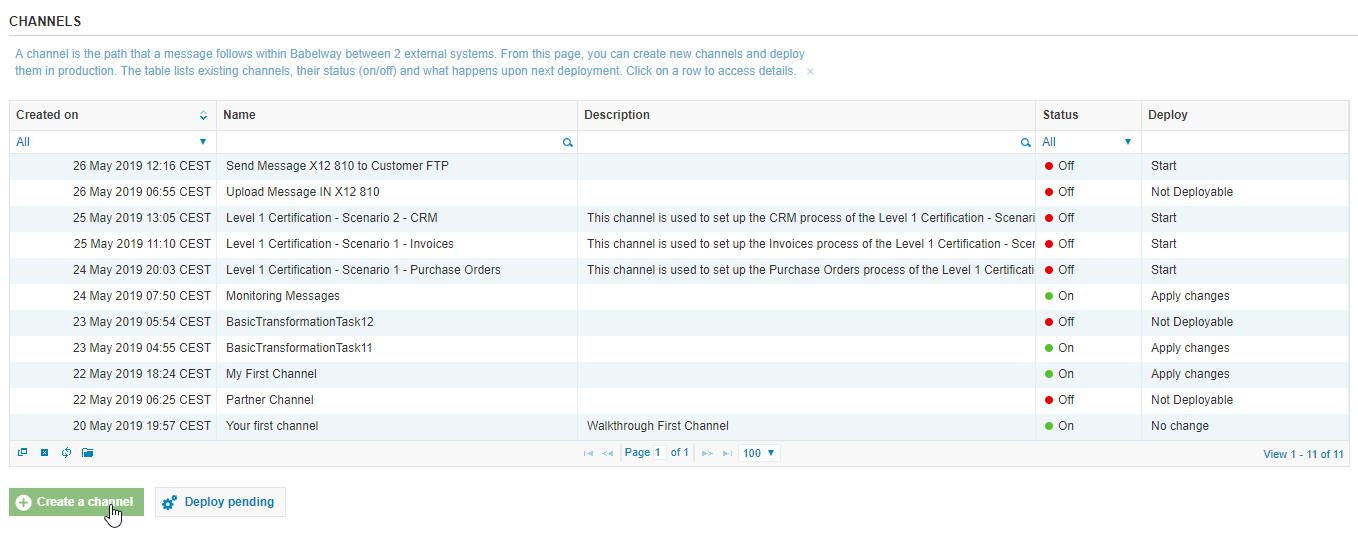 CHANNELS
A channel is the path that a message follows within Babelway between 2 external systems. From this page, you can create new channels and deploy
them in production. The table lists existing channels, their status (on/off) and what happens upon next deployment. Click on a row to access details. ×
Created on Name Description Status Deploy
All All
26 May 2019 12:16 CEST Send Message X12 810 to Customer FTP Off Start
26 May 2019 06:55 CEST Upload Message IN X12 810 Off Not Deployable
25 May 2019 13:05 CEST Level 1 Certification - Scenario 2 - CRM This channel is used to set up the CRM process of the Level 1 Certification - Scenari Off Start
25 May 2019 11:10 CEST Level 1 Certification - Scenario 1 - Invoices This channel is used to set up the Invoices process of the Level 1 Certification - Scer Off Start
24 May 2019 20:03 CEST Level 1 Certification - Scenario 1 - Purchase Orders This channel is used to set up the Purchase Orders process of the Level 1 Certificati Off Start
24 May 2019 07:50 CEST Monitoring Messages On Apply changes
23 May 2019 05:54 CEST BasicTransformationTask12 Off Not Deployable
23 May 2019 04:55 CEST BasicTransformationTask11 On Apply changes
22 May 2019 18:24 CEST My First Channel On Apply changes
22 May 2019 06:25 CEST Partner Channel Off Not Deployable
20 May 2019 19:57 CEST Your first channel Walkthrough First Channel On No change
Page 1 of 1 100 View 1 - 11 of 11
Create a channel Deploy pending